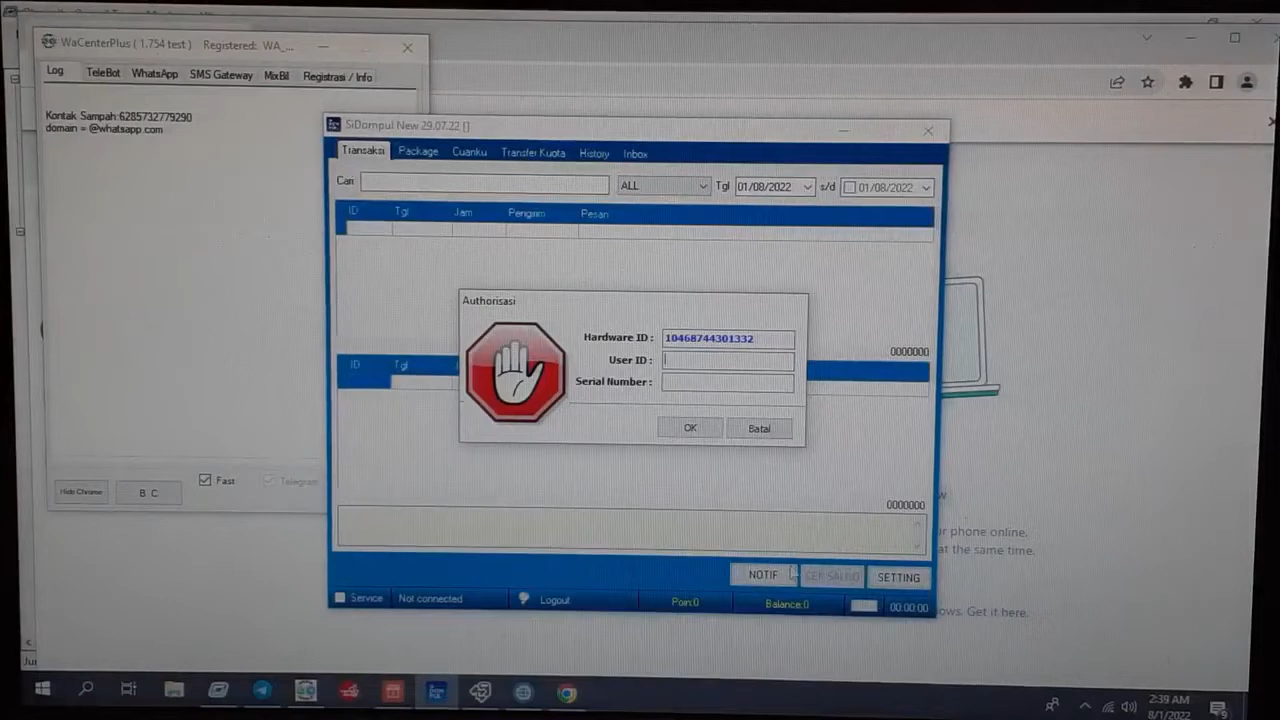 WaCenterPlus ( 1.754 test ) Registered: WA_...
Log TeleBot WhatsApp SMS Gateway MixBil Registrasi / Info
Kontak Sampah:6285732779290
domain = @whatsapp.com
Hide Chrome B C Fast Telegram
SiDompul New 29.07.22 []
Transaksi Package Cuanku Transfer Kuota History Inbox
Cari ALL Tgl 01/08/2022 s/d 01/08/2022
ID Tgl Jam Pengirim Pesan
Authorisasi
Hardware ID : 10468744301332
User ID :
Serial Number :
OK Batal
0000000
ID Tgl
0000000
NOTIF CEK SALDO SETTING
Service Not connected Logout Poin:0 Balance:0 00:00:00
r phone online.
at the same time.
ows. Get it here.
2:39 AM
8/1/2022